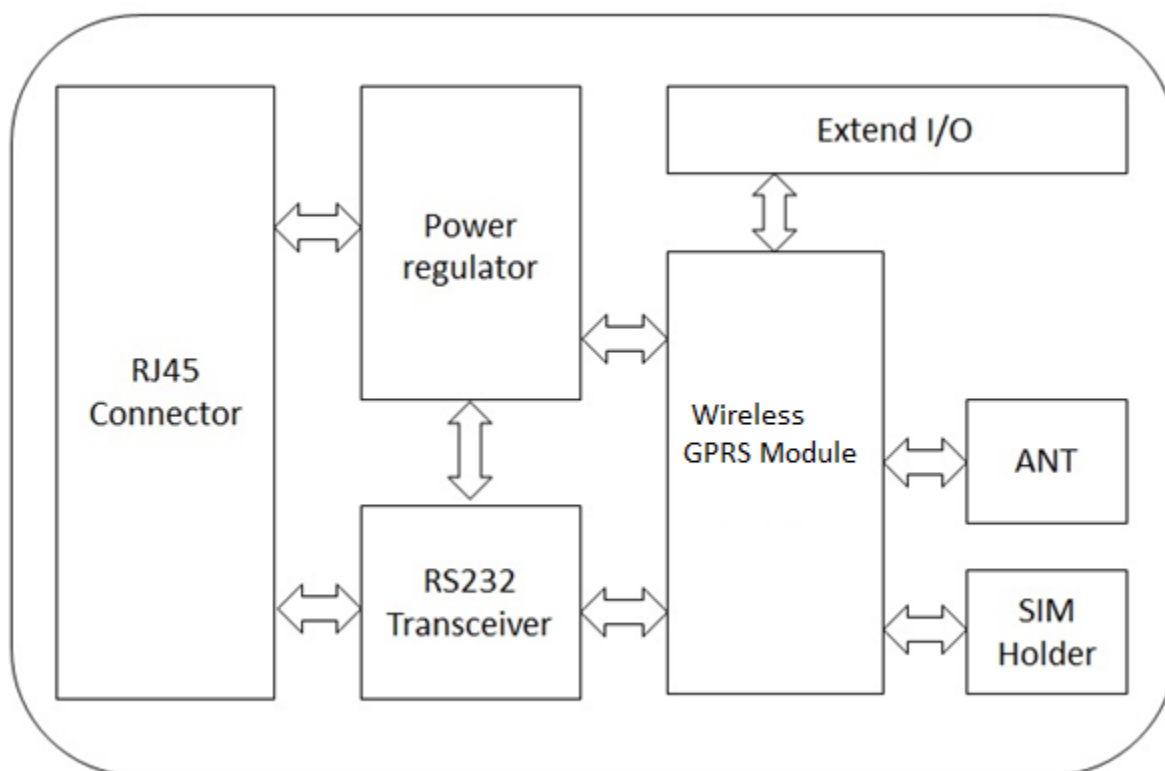 RJ45
Connector
Power
regulator
RS232
Transceiver
Extend I/O
Wireless
GPRS Module
ANT
SIM
Holder